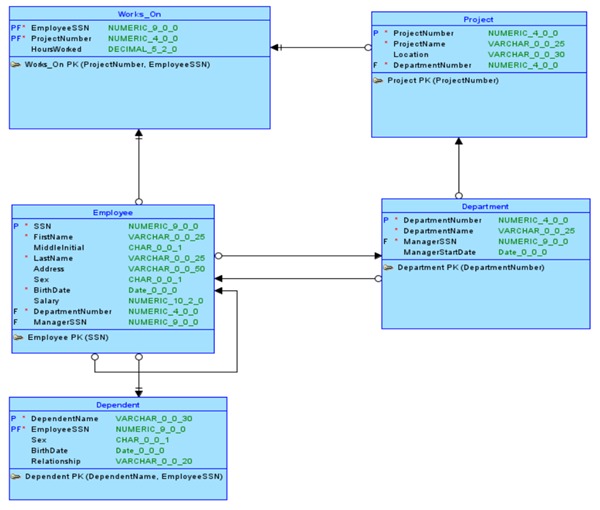 Works_On
PF* EmployeeSSN NUMERIC_9_0_0
PF* ProjectNumber NUMERIC_4_0_0
HoursWorked DECIMAL_5_2_0
Works_On PK (ProjectNumber, EmployeeSSN)
Project
P * ProjectNumber NUMERIC_4_0_0
* ProjectName VARCHAR_0_0_25
Location VARCHAR_0_0_30
F * DepartmentNumber NUMERIC_4_0_0
Project PK (ProjectNumber)
Employee
P * SSN NUMERIC_9_0_0
* FirstName VARCHAR_0_0_25
MiddleInitial CHAR_0_0_1
* LastName VARCHAR_0_0_25
Address VARCHAR_0_0_50
Sex CHAR_0_0_1
* BirthDate Date_0_0_0
Salary NUMERIC_10_2_0
F * DepartmentNumber NUMERIC_4_0_0
F ManagerSSN NUMERIC_9_0_0
Employee PK (SSN)
Department
P * DepartmentNumber NUMERIC_4_0_0
* DepartmentName VARCHAR_0_0_25
F * ManagerSSN NUMERIC_9_0_0
ManagerStartDate Date_0_0_0
Department PK (DepartmentNumber)
Dependent
P * DependentName VARCHAR_0_0_30
PF* EmployeeSSN NUMERIC_9_0_0
Sex CHAR_0_0_1
BirthDate Date_0_0_0
Relationship VARCHAR_0_0_20
Dependent PK (DependentName, EmployeeSSN)